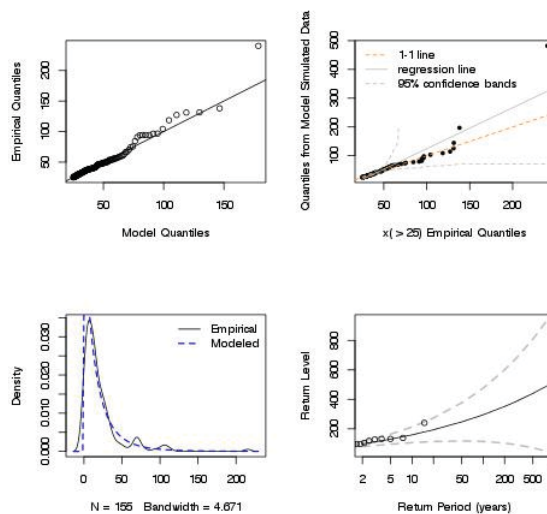 Empirical Quantiles
50
100
150
200
50
100
150
Model Quantiles
Quantiles from Model Simulated Data
100
200
300
400
500
1-1 line
regression line
95% confidence bands
50
100
150
200
x( > 25) Empirical Quantiles
Density
0.000
0.010
0.020
0.030
Empirical
Modeled
0
50
100
150
200
N = 155 Bandwidth = 4.671
Return Level
200
400
600
800
2
5
10
50
100
500
Return Period (years)